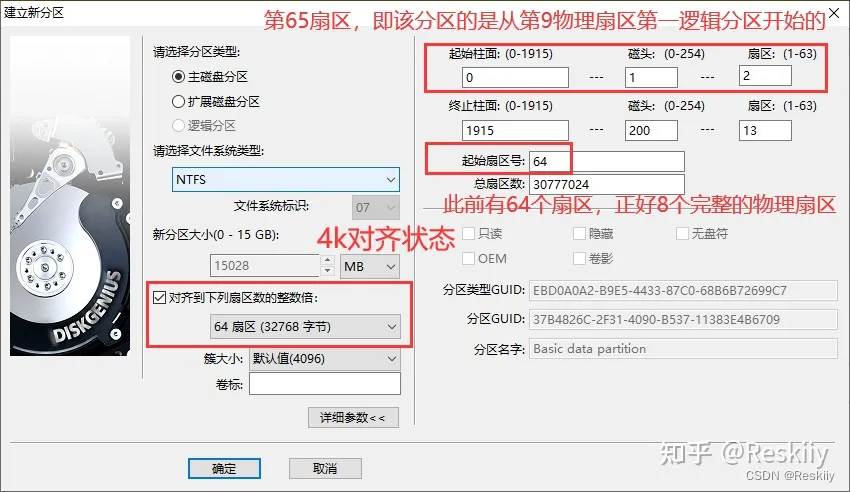 建立新分区
第65扇区，即该分区的是从第9物理扇区第一逻辑分区开始的
请选择分区类型:
主磁盘分区
扩展磁盘分区
逻辑分区
请选择文件系统类型:
NTFS
文件系统标识: 07
新分区大小(0 - 15 GB):
4k对齐状态
15028 MB
对齐到下列扇区数的整数倍:
64 扇区 (32768 字节)
簇大小: 默认值(4096)
卷标:
详细参数<<
起始柱面: (0-1915) 磁头: (0-254) 扇区: (1-63)
0 --- 1 --- 2
终止柱面: (0-1915) 磁头: (0-254) 扇区: (1-63)
1915 --- 200 --- 13
起始扇区号: 64
总扇区数: 30777024
此前有64个扇区，正好8个完整的物理扇区
只读 隐藏 无盘符
OEM 卷影
分区类型GUID: EBD0A0A2-B9E5-4433-87C0-68B6B72699C7
分区GUID: 37B4826C-2F31-4090-B537-11383E4B6709
分区名字: Basic data partition
DISKGENIUS
确定 取消
知乎 @Reskiiy
CSDN @Reskiiy